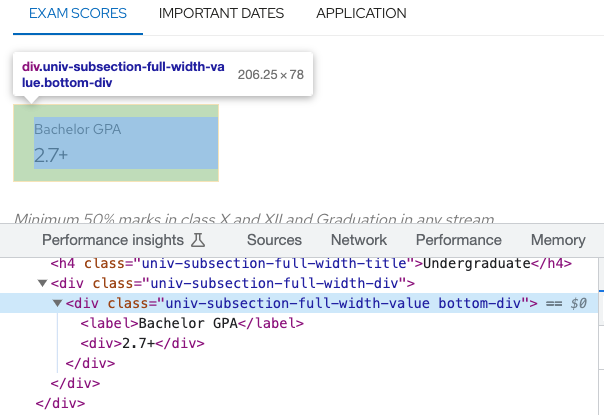 EXAM SCORES IMPORTANT DATES APPLICATION
div.univ-subsection-full-width-va
lue.bottom-div
206.25 × 78
Bachelor GPA
2.7+
Minimum 50% marks in class X and XII and Graduation in any stream
Performance insights Sources Network Performance Memory
<h4 class="univ-subsection-full-width-title">Undergraduate</h4>
▼<div class="univ-subsection-full-width-div">
▼<div class="univ-subsection-full-width-value bottom-div"> == $0
<label>Bachelor GPA</label>
<div>2.7+</div>
</div>
</div>
</div>